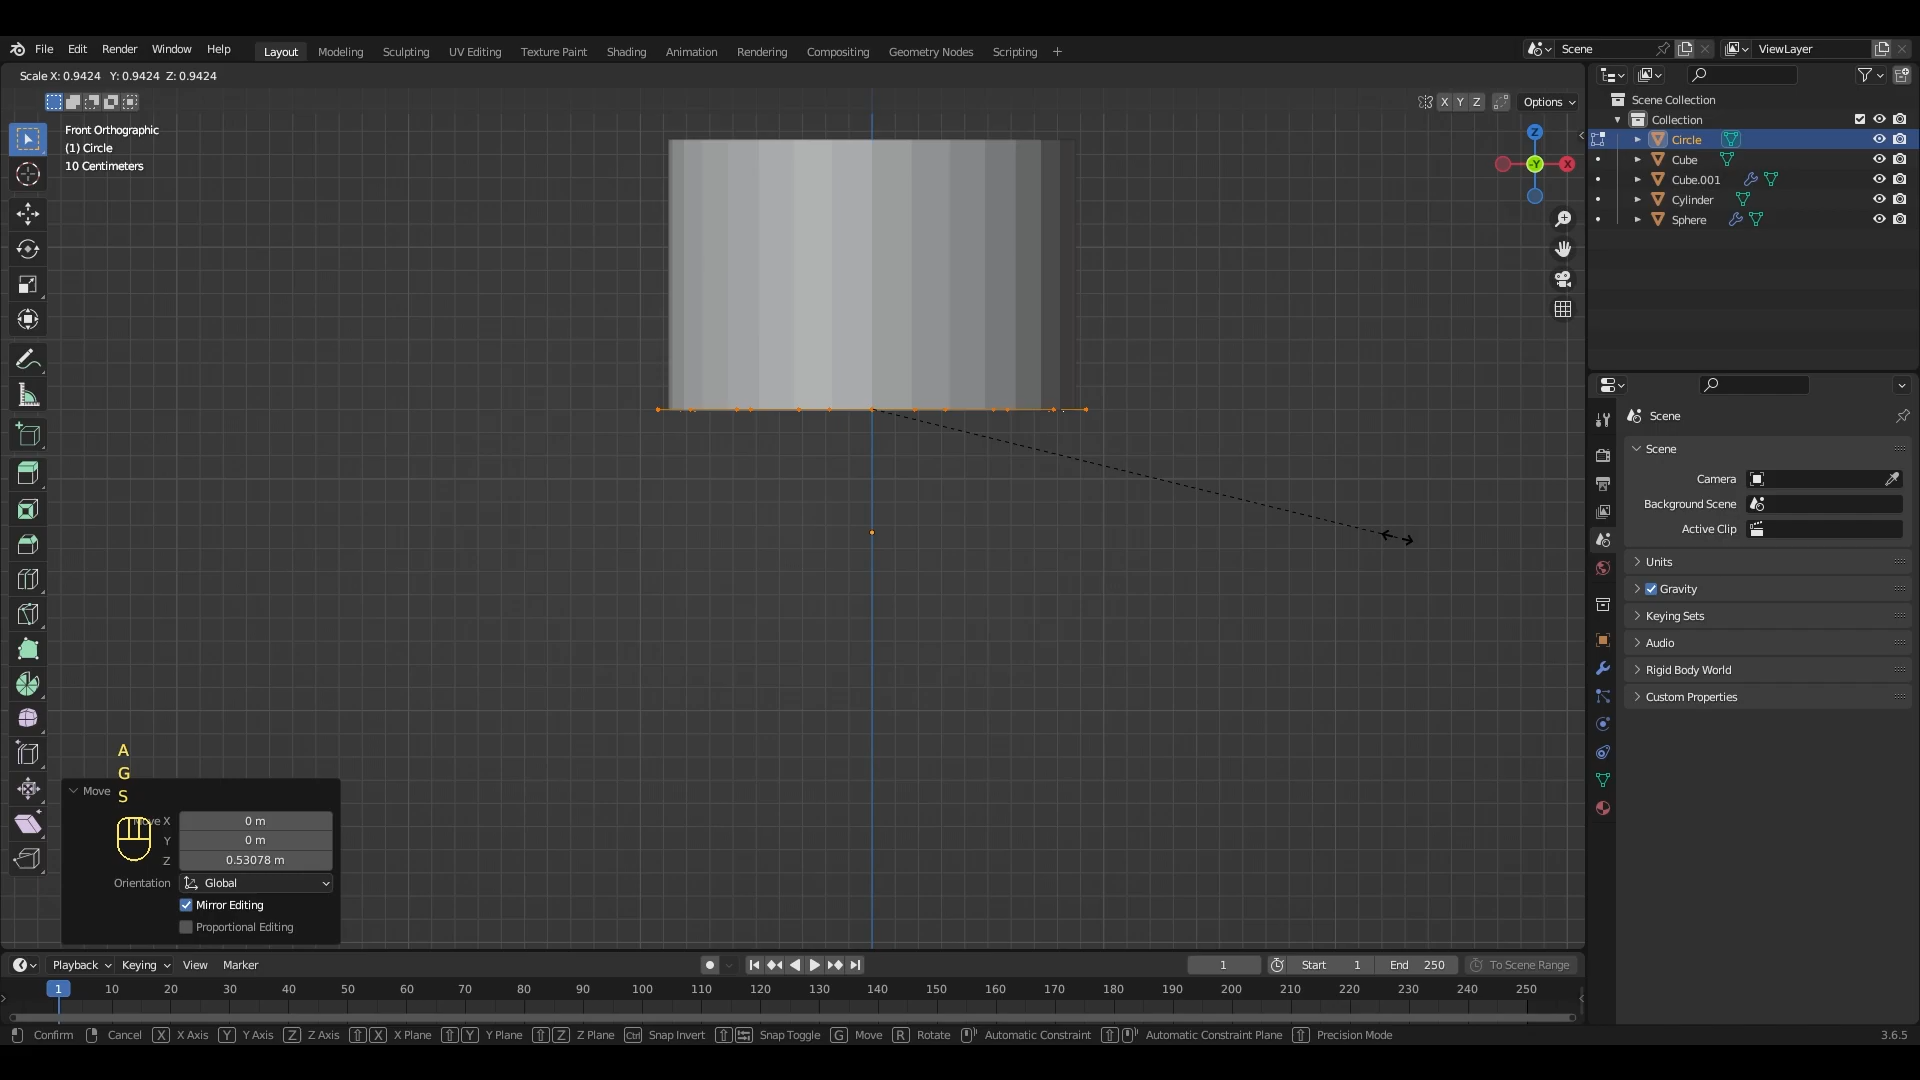 File Edit Render Window Help
Layout Modeling Sculpting UV Editing Texture Paint Shading Animation Rendering Compositing Geometry Nodes Scripting +
Scene
ViewLayer
Scale X: 0.9424 Y: 0.9424 Z: 0.9424
X Y Z
Options
Front Orthographic
(1) Circle
10 Centimeters
Z
-Y
X
Scene Collection
Collection
Circle
Cube
Cube.001
Cylinder
Sphere
Scene
Scene
Camera
Background Scene
Active Clip
Units
Gravity
Keying Sets
Audio
Rigid Body World
Custom Properties
A
G
S
Move
Move X 0 m
Y 0 m
Z 0.53078 m
Orientation Global
Mirror Editing
Proportional Editing
Playback Keying View Marker
1
Start 1
End 250
To Scene Range
1 10 20 30 40 50 60 70 80 90 100 110 120 130 140 150 160 170 180 190 200 210 220 230 240 250
Confirm Cancel X X Axis Y Y Axis Z Z Axis X X Plane Y Y Plane Z Z Plane Ctrl Snap Invert Snap Toggle G Move R Rotate Automatic Constraint Automatic Constraint Plane Precision Mode
3.6.5